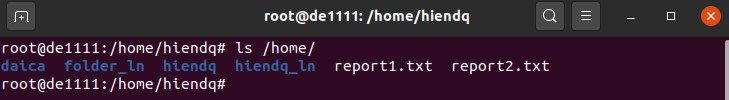 root@de1111: /home/hiendq
root@de1111:/home/hiendq# ls /home/
daica  folder_ln  hiendq  hiendq_ln  report1.txt  report2.txt
root@de1111:/home/hiendq#